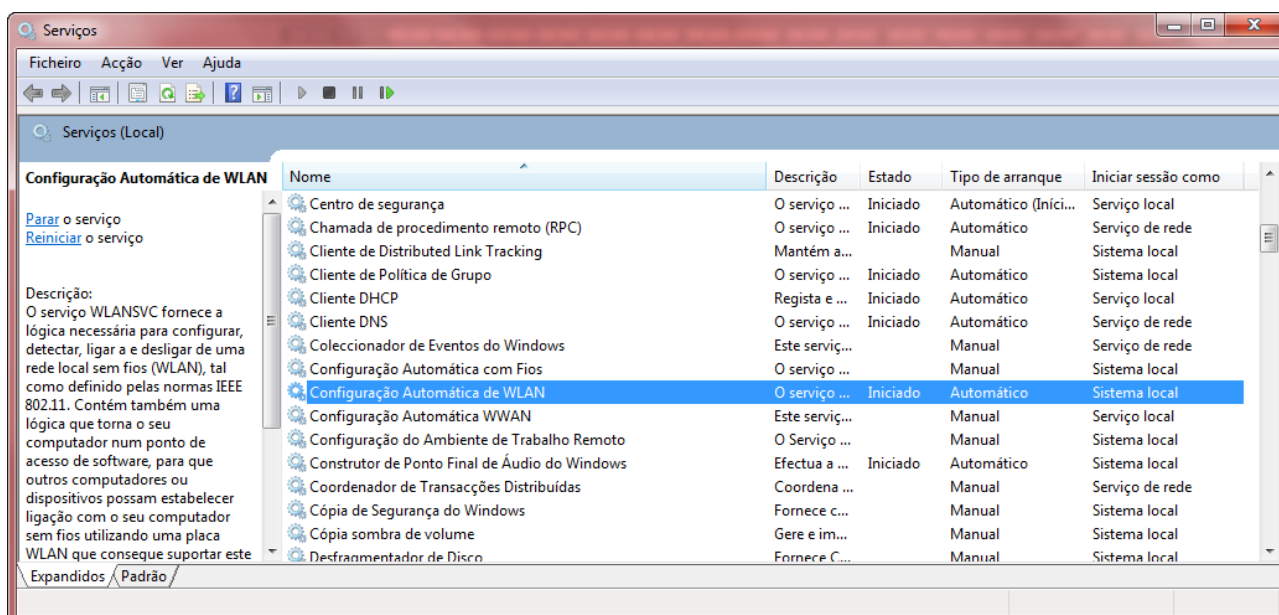 Serviços
Ficheiro Acção Ver Ajuda
Serviços (Local)
Configuração Automática de WLAN
Parar o serviço
Reiniciar o serviço
Descrição:
O serviço WLANSVC fornece a
lógica necessária para configurar,
detectar, ligar a e desligar de uma
rede local sem fios (WLAN), tal
como definido pelas normas IEEE
802.11. Contém também uma
lógica que torna o seu
computador num ponto de
acesso de software, para que
outros computadores ou
dispositivos possam estabelecer
ligação com o seu computador
sem fios utilizando uma placa
WLAN que consegue suportar este
Nome Descrição Estado Tipo de arranque Iniciar sessão como
Centro de segurança O serviço ... Iniciado Automático (Iníci... Serviço local
Chamada de procedimento remoto (RPC) O serviço ... Iniciado Automático Serviço de rede
Cliente de Distributed Link Tracking Mantém a... Manual Sistema local
Cliente de Política de Grupo O serviço ... Iniciado Automático Sistema local
Cliente DHCP Regista e ... Iniciado Automático Serviço local
Cliente DNS O serviço ... Iniciado Automático Serviço de rede
Coleccionador de Eventos do Windows Este serviç... Manual Serviço de rede
Configuração Automática com Fios O serviço ... Manual Sistema local
Configuração Automática de WLAN O serviço ... Iniciado Automático Sistema local
Configuração Automática WWAN Este serviç... Manual Serviço local
Configuração do Ambiente de Trabalho Remoto O Serviço ... Manual Sistema local
Construtor de Ponto Final de Áudio do Windows Efectua a ... Iniciado Automático Sistema local
Coordenador de Transacções Distribuídas Coordena ... Manual Serviço de rede
Cópia de Segurança do Windows Fornece c... Manual Sistema local
Cópia sombra de volume Gere e im... Manual Sistema local
Desfragmentador de Disco Fornece C... Manual Sistema local
Expandidos Padrão